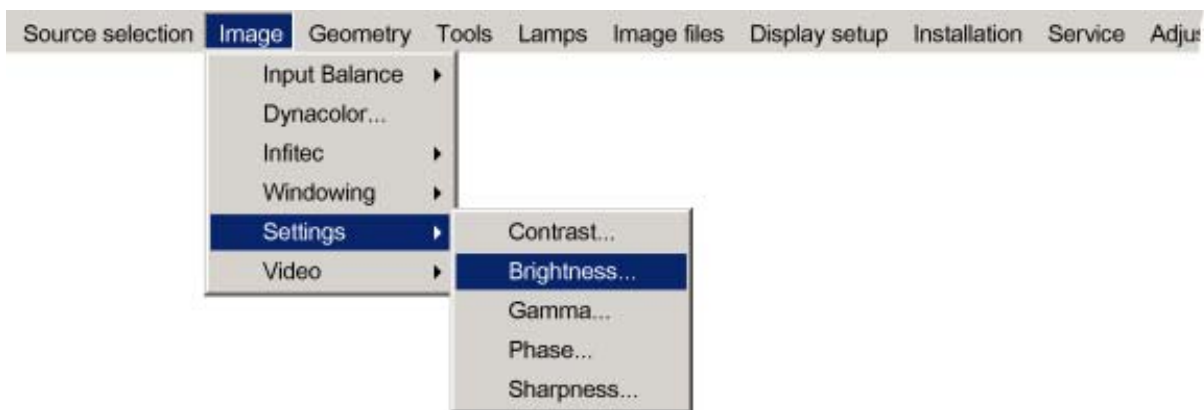 Source selection Image Geometry Tools Lamps Image files Display setup Installation Service Adju
Input Balance
Dynacolor...
Infitec
Windowing
Settings
Video
Contrast...
Brightness...
Gamma...
Phase...
Sharpness...